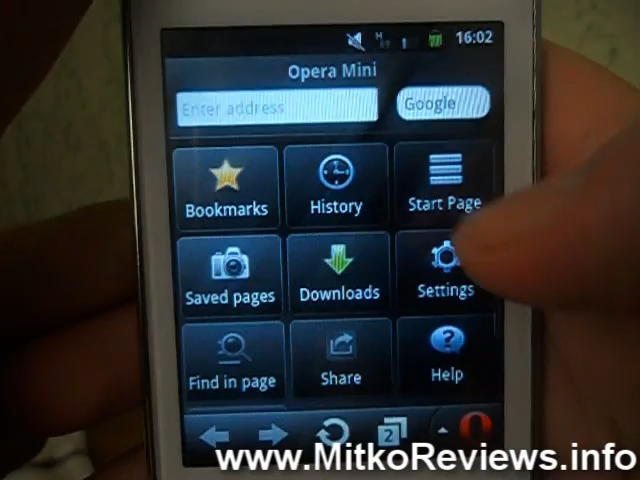 16:02
Opera Mini
Enter address
Google
Bookmarks
History
Start Page
Saved pages
Downloads
Settings
Find in page
Share
Help
2
www.MitkoReviews.info